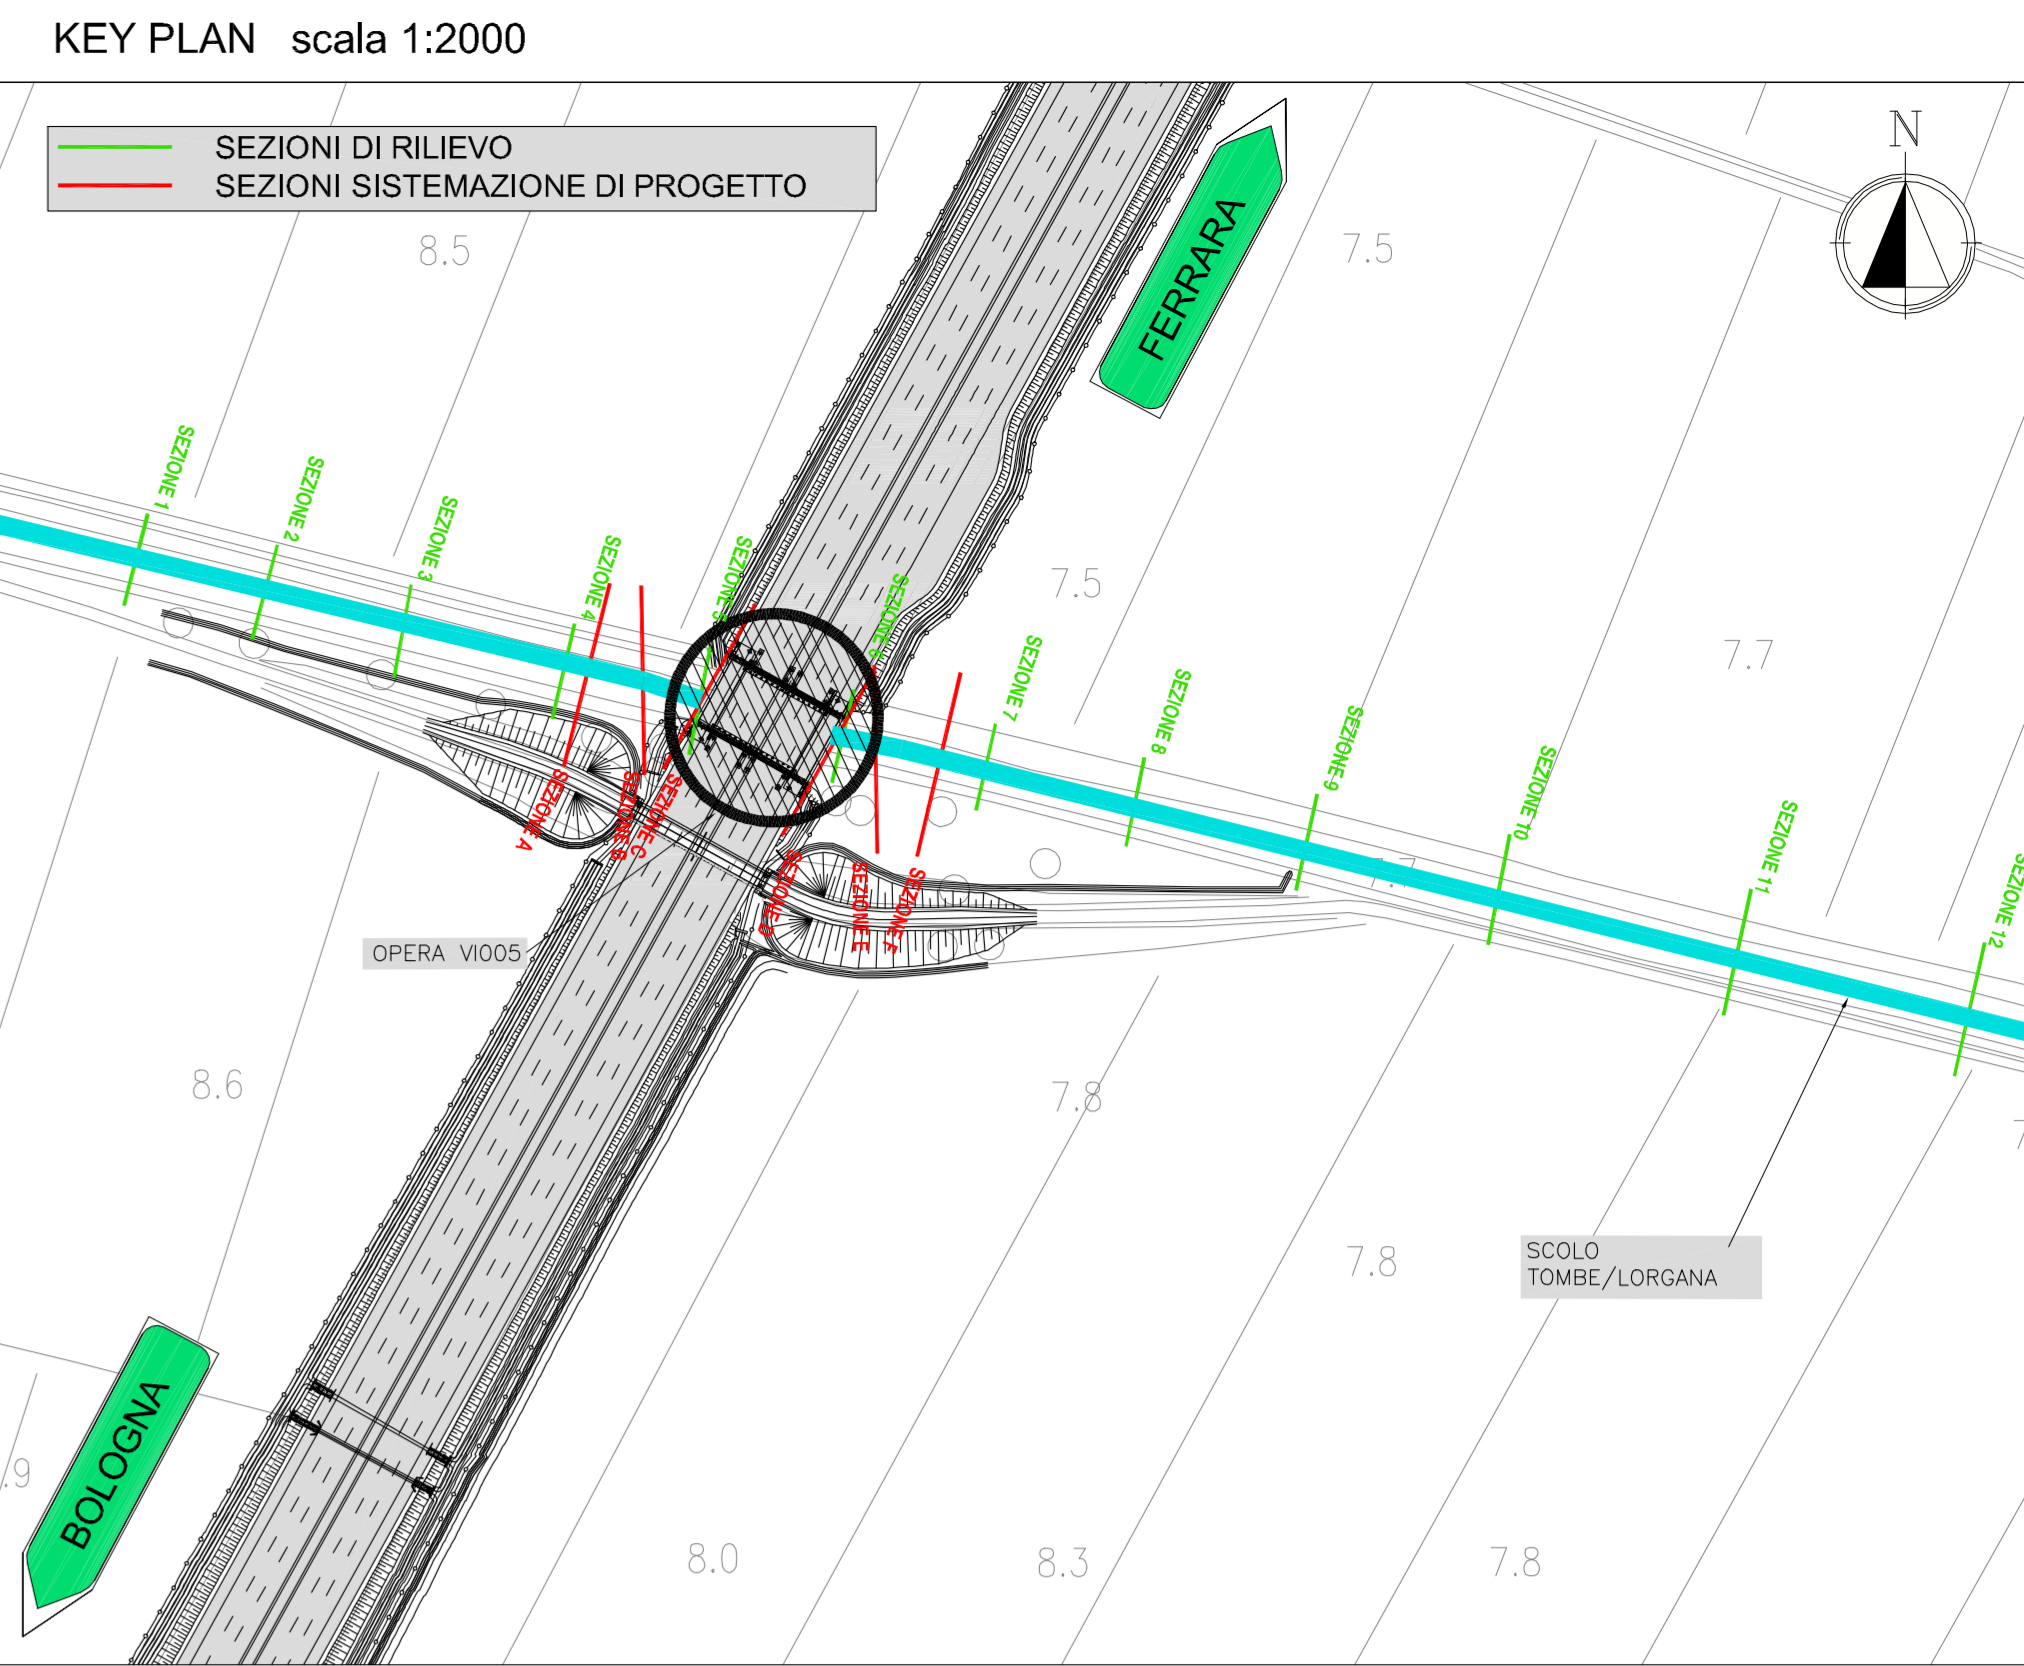 KEY PLAN scala 1:2000
SEZIONI DI RILIEVO
SEZIONI SISTEMAZIONE DI PROGETTO
N
FERRARA
8.5
7.5
SEZIONE 1
SEZIONE 2
SEZIONE 3
SEZIONE 4
SEZIONE 5
SEZIONE 6
SEZIONE 7
SEZIONE 8
SEZIONE 9
SEZIONE 10
SEZIONE 11
SEZIONE 12
7.5
7.7
SEZIONE A
SEZIONE B
SEZIONE C
SEZIONE D
SEZIONE E
SEZIONE F
7.7
OPERA VI005
8.6
7.8
7.8
SCOLO
TOMBE/LORGANA
BOLOGNA
.9
8.0
8.3
7.8